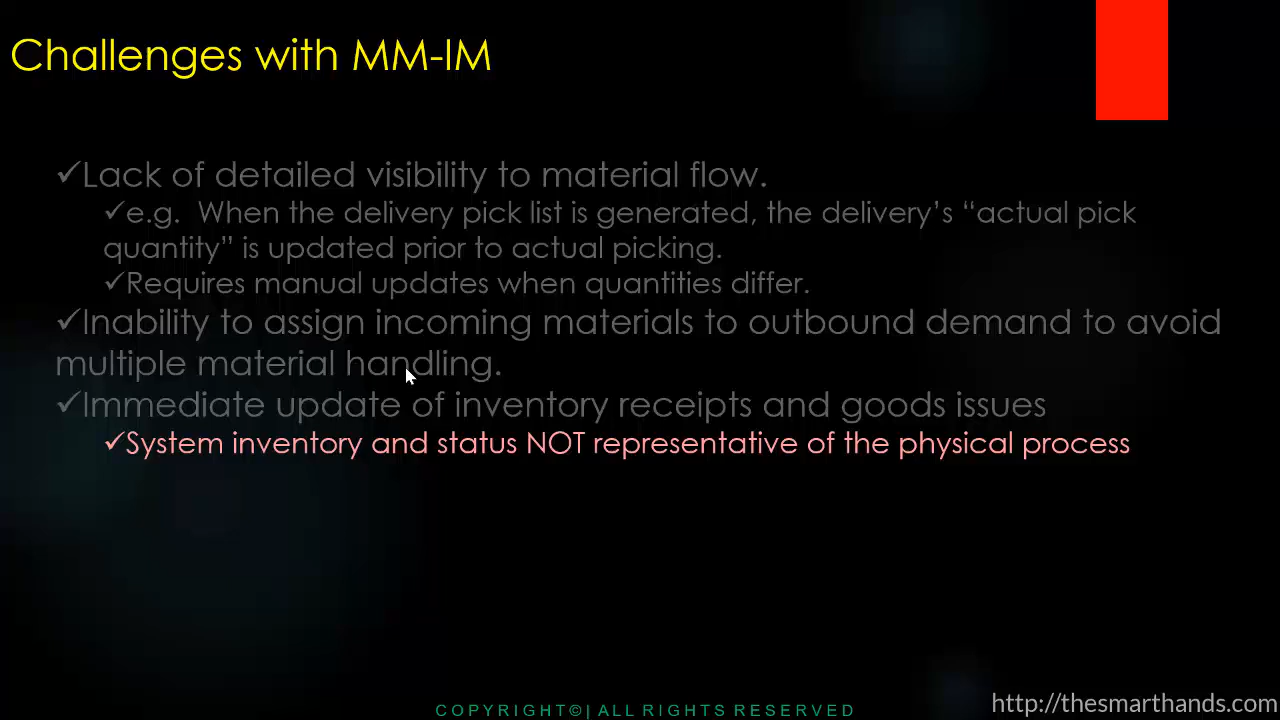 Challenges with MM-IM
✓Lack of detailed visibility to material flow.
✓e.g. When the delivery pick list is generated, the delivery’s “actual pick
quantity” is updated prior to actual picking.
✓Requires manual updates when quantities differ.
✓Inability to assign incoming materials to outbound demand to avoid
multiple material handling.
✓Immediate update of inventory receipts and goods issues
✓System inventory and status NOT representative of the physical process
COPYRIGHT©| ALL RIGHTS RESERVED
http://thesmarthands.com